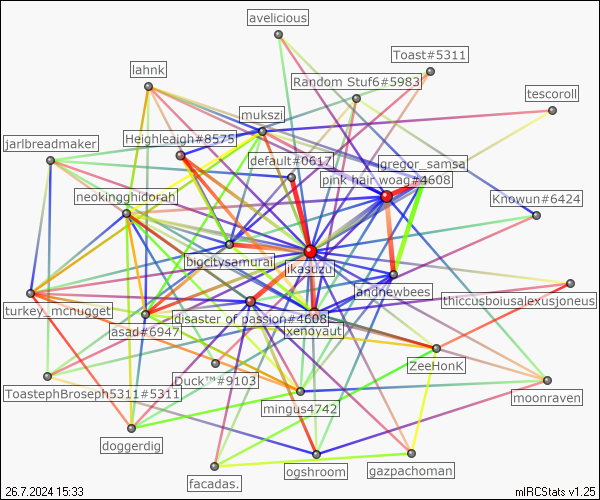 avelicious
Toast#5311
lahnk
Random Stuf6#5983
tescoroll
mukszi
Heighleaigh#8575
jarlbreadmaker
default#0617
gregor_samsa
pink hair woag#4608
neokingghidorah
Knowun#6424
bigcitysamurai
ikasuzu
andnewbees
thiccusboiusalexusjoneus
turkey_mcnugget
disaster of passion#4608
asad#6947
xenoyaut
ZeeHonK
Duck™#9103
ToastephBroseph5311#5311
moonraven
mingus4742
doggerdig
ogshroom
gazpachoman
facadas.
26.7.2024 15:33
mIRCStats v1.25